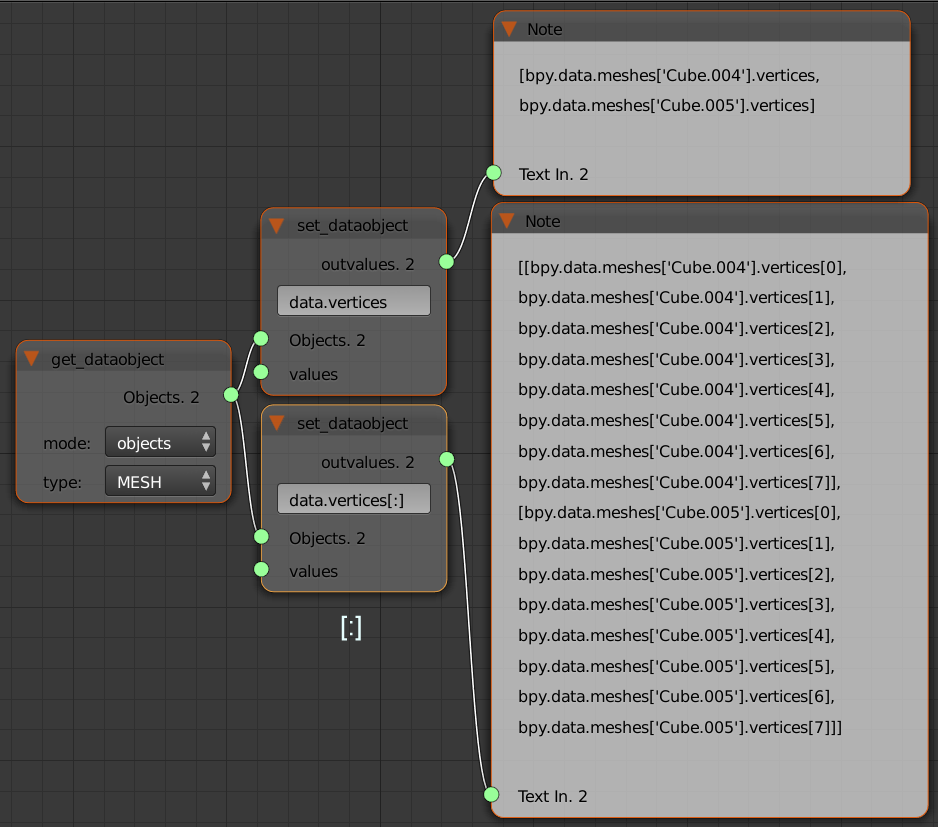 Note
[bpy.data.meshes['Cube.004'].vertices,
bpy.data.meshes['Cube.005'].vertices]
Text In. 2
set_dataobject
outvalues. 2
data.vertices
Objects. 2
values
get_dataobject
Objects. 2
mode: objects
type: MESH
set_dataobject
outvalues. 2
data.vertices[:]
Objects. 2
values
[:]
Note
[[bpy.data.meshes['Cube.004'].vertices[0],
bpy.data.meshes['Cube.004'].vertices[1],
bpy.data.meshes['Cube.004'].vertices[2],
bpy.data.meshes['Cube.004'].vertices[3],
bpy.data.meshes['Cube.004'].vertices[4],
bpy.data.meshes['Cube.004'].vertices[5],
bpy.data.meshes['Cube.004'].vertices[6],
bpy.data.meshes['Cube.004'].vertices[7]],
[bpy.data.meshes['Cube.005'].vertices[0],
bpy.data.meshes['Cube.005'].vertices[1],
bpy.data.meshes['Cube.005'].vertices[2],
bpy.data.meshes['Cube.005'].vertices[3],
bpy.data.meshes['Cube.005'].vertices[4],
bpy.data.meshes['Cube.005'].vertices[5],
bpy.data.meshes['Cube.005'].vertices[6],
bpy.data.meshes['Cube.005'].vertices[7]]]
Text In. 2